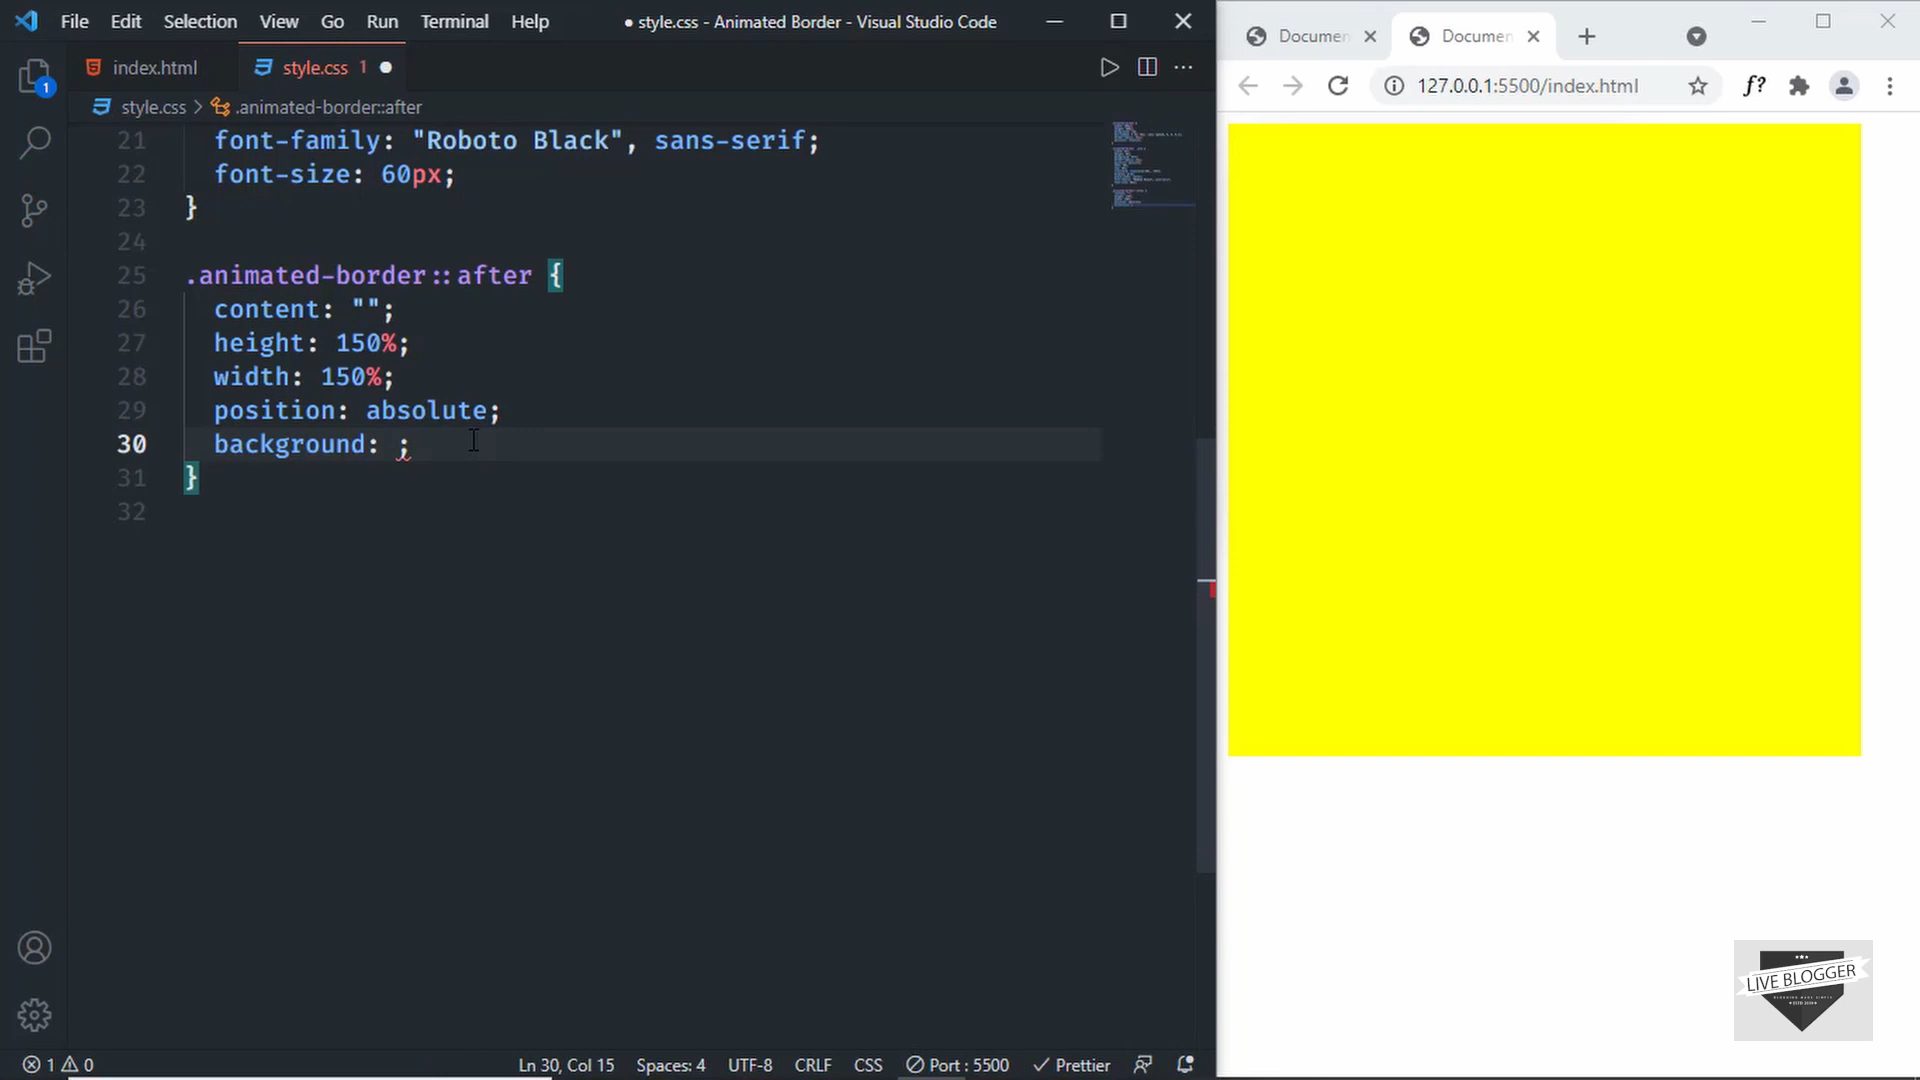 File Edit Selection View Go Run Terminal Help
● style.css - Animated Border - Visual Studio Code
index.html
style.css 1 ●
style.css > .animated-border::after
21 font-family: "Roboto Black", sans-serif;
22 font-size: 60px;
23 }
24
25 .animated-border::after {
26 content: "";
27 height: 150%;
28 width: 150%;
29 position: absolute;
30 background: ;
31 }
32
1
1 0
Ln 30, Col 15 Spaces: 4 UTF-8 CRLF CSS Port : 5500 Prettier
Documen
Documen
127.0.0.1:5500/index.html
f?
LIVE BLOGGER